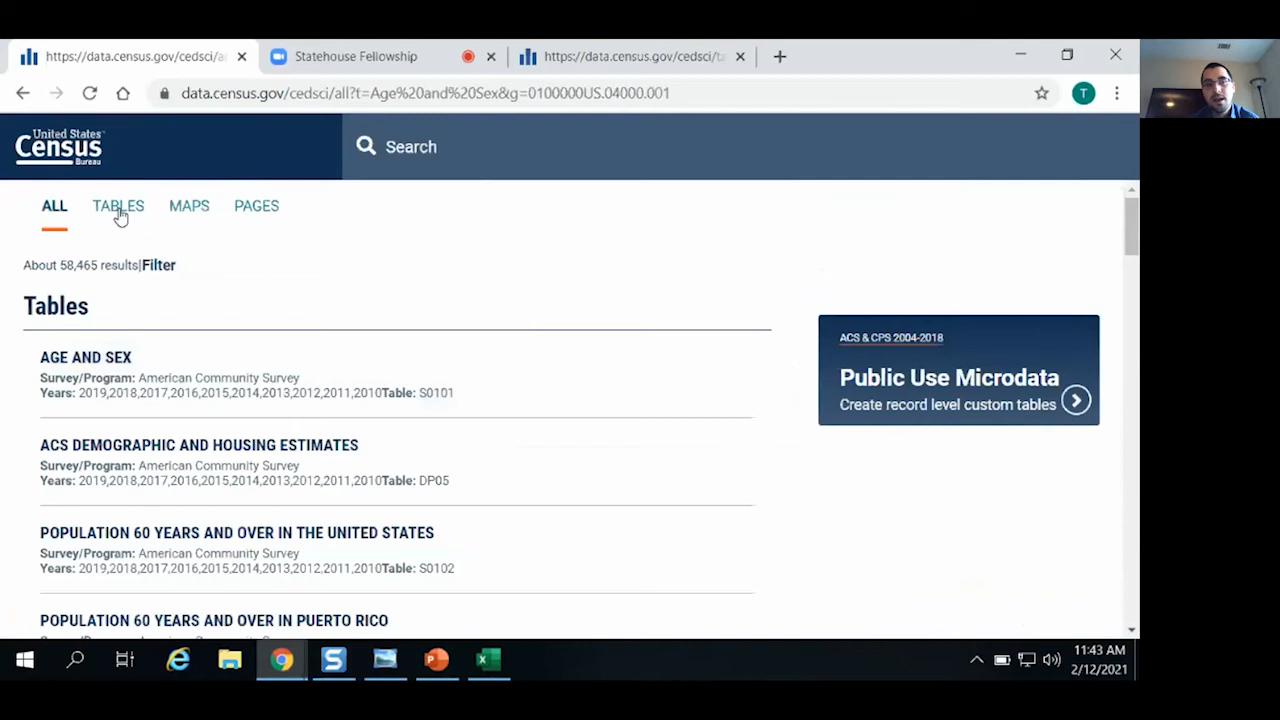 https://data.census.gov/cedsci/a
Statehouse Fellowship
https://data.census.gov/cedsci/ta
data.census.gov/cedsci/all?t=Age%20and%20Sex&g=0100000US.04000.001
T
United States
Census
Bureau
Search
ALL TABLES MAPS PAGES
About 58,465 results|Filter
Tables
AGE AND SEX
Survey/Program: American Community Survey
Years: 2019,2018,2017,2016,2015,2014,2013,2012,2011,2010Table: S0101
ACS DEMOGRAPHIC AND HOUSING ESTIMATES
Survey/Program: American Community Survey
Years: 2019,2018,2017,2016,2015,2014,2013,2012,2011,2010Table: DP05
POPULATION 60 YEARS AND OVER IN THE UNITED STATES
Survey/Program: American Community Survey
Years: 2019,2018,2017,2016,2015,2014,2013,2012,2011,2010Table: S0102
POPULATION 60 YEARS AND OVER IN PUERTO RICO
ACS & CPS 2004-2018
Public Use Microdata
Create record level custom tables
11:43 AM
2/12/2021